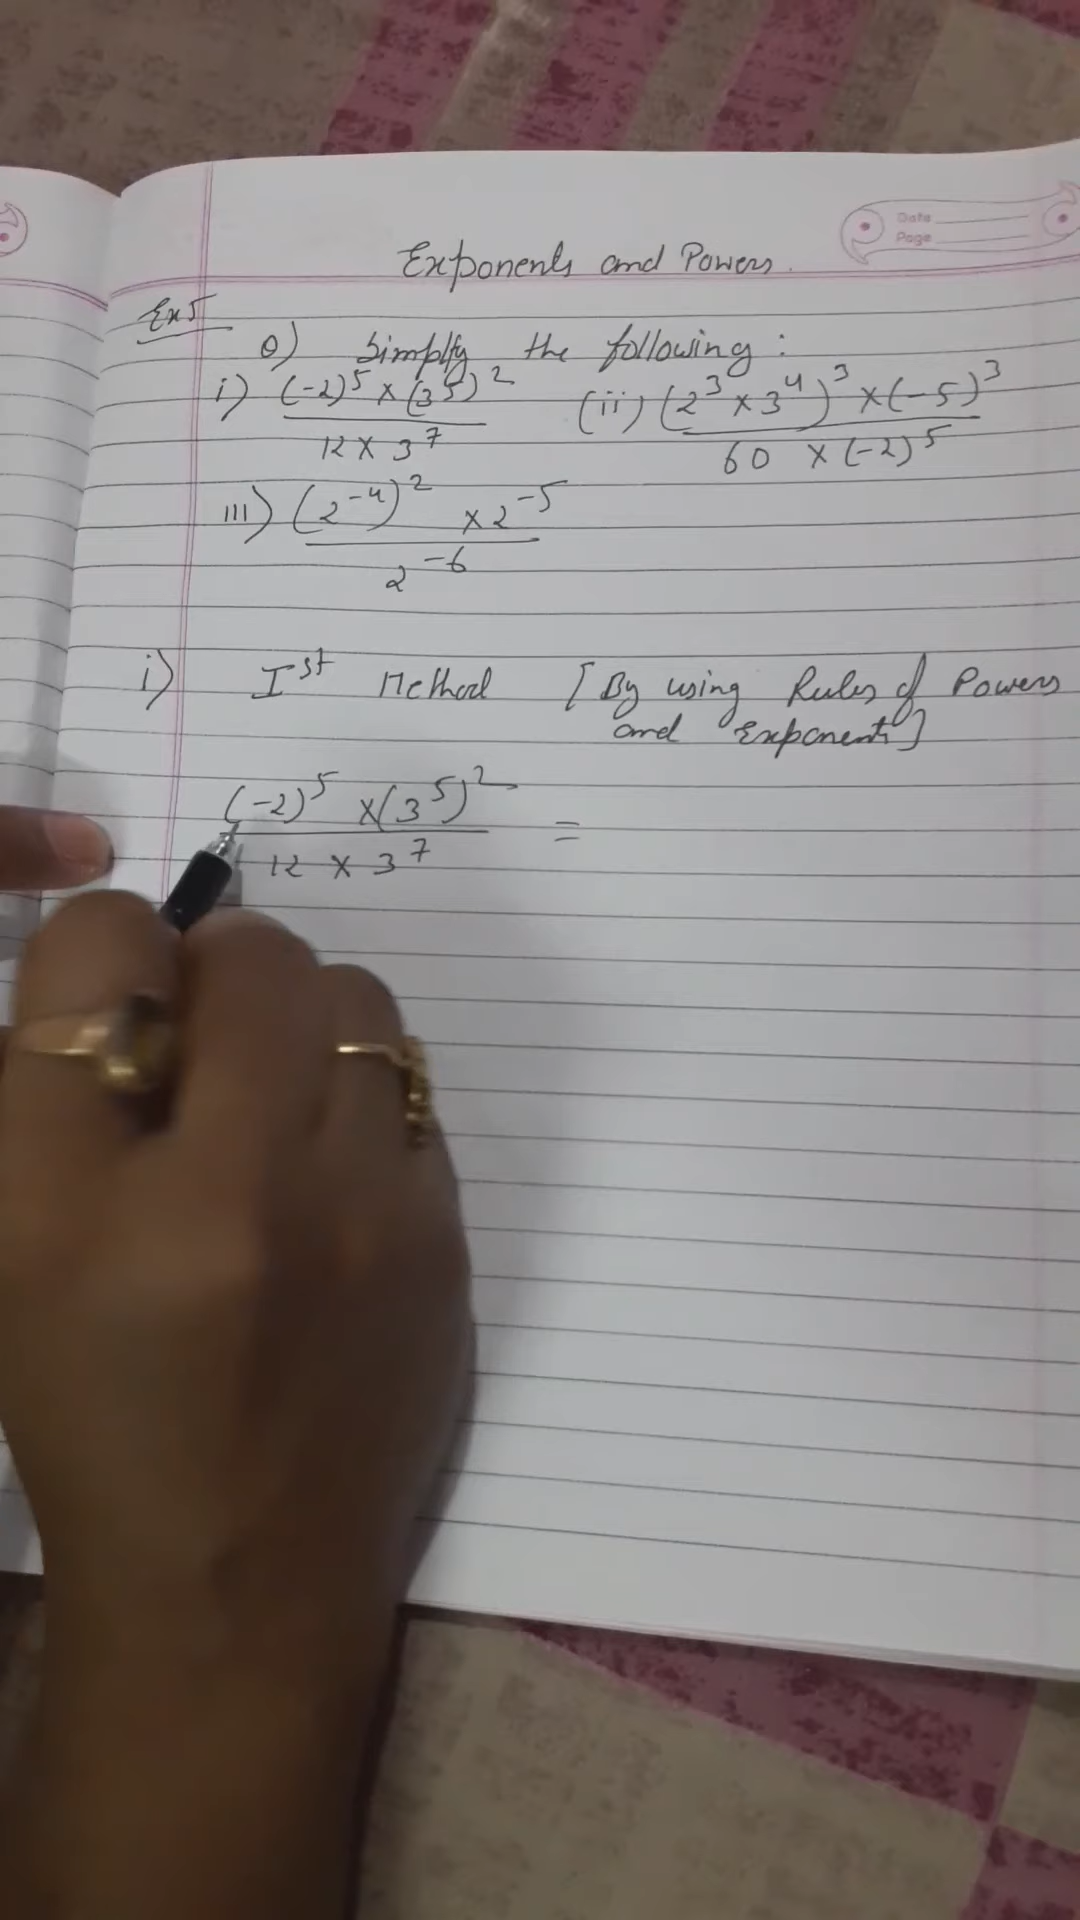 Date
Page
Exponents and Powers.
Ex 5
Q) Simplify the following :
i) (-2)^5 × (3^5)^2 / 12 × 3^7 (ii) (2^3 × 3^4)^3 × (-5)^3 / 60 × (-2)^5
iii) (2^-4)^2 × 2^-5 / 2^-6
i) Ist Method [By using Rules of Powers
and Exponents]
(-2)^5 × (3^5)^2 / 12 × 3^7 =